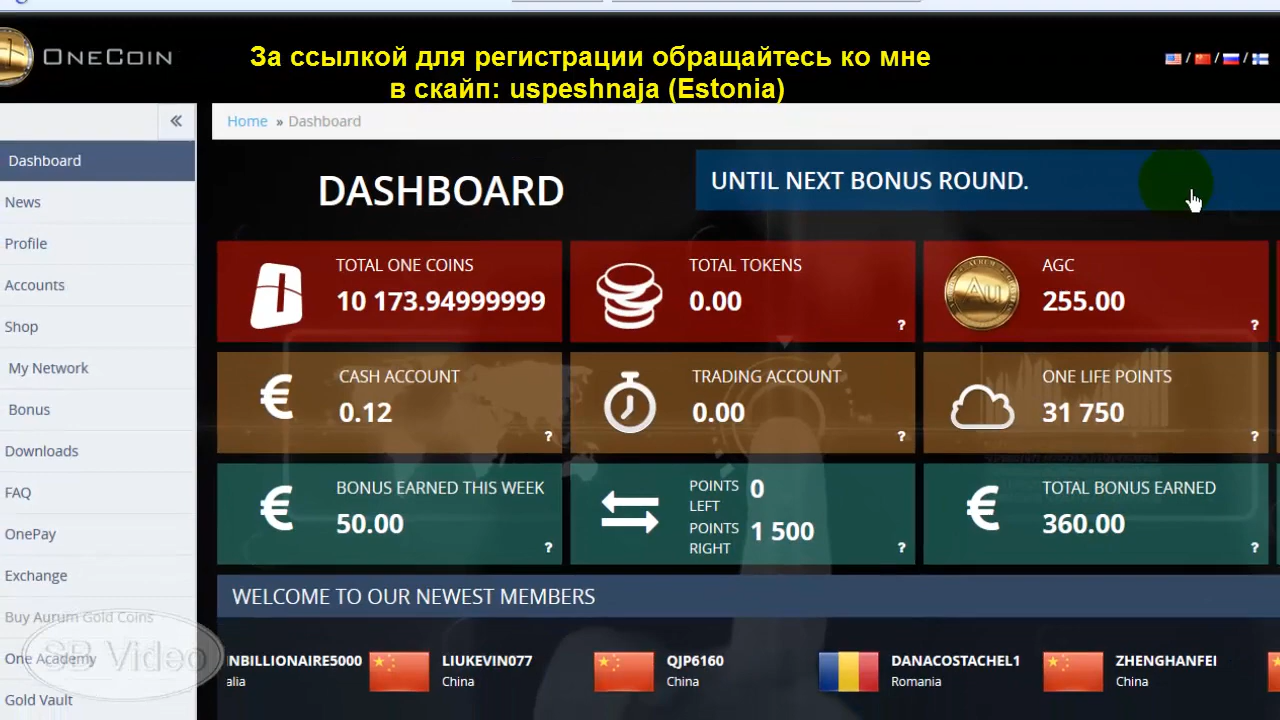 ONECOIN
За ссылкой для регистрации обращайтесь ко мне
в скайп: uspeshnaja (Estonia)
/ / /
«
Home » Dashboard
Dashboard
News
Profile
Accounts
Shop
My Network
Bonus
Downloads
FAQ
OnePay
Exchange
Buy Aurum Gold Coins
One Academy
Gold Vault
SB Video
DASHBOARD
UNTIL NEXT BONUS ROUND.
TOTAL ONE COINS
10 173.94999999
TOTAL TOKENS
0.00
?
AGC
255.00
?
Au
CASH ACCOUNT
0.12
?
TRADING ACCOUNT
0.00
?
ONE LIFE POINTS
31 750
?
BONUS EARNED THIS WEEK
50.00
?
POINTS LEFT 0
POINTS RIGHT 1 500
?
TOTAL BONUS EARNED
360.00
?
WELCOME TO OUR NEWEST MEMBERS
NBILLIONAIRE5000
alia
LIUKEVIN077
China
QJP6160
China
DANACOSTACHEL1
Romania
ZHENGHANFEI
China